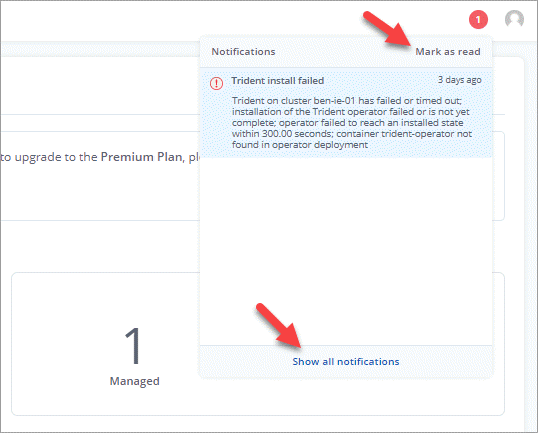 1
Notifications
Mark as read
Trident install failed
3 days ago
Trident on cluster ben-ie-01 has failed or timed out;
installation of the Trident operator failed or is not yet
complete; operator failed to reach an installed state
within 300.00 seconds; container trident-operator not
found in operator deployment
to upgrade to the Premium Plan, pl
1
Managed
Show all notifications